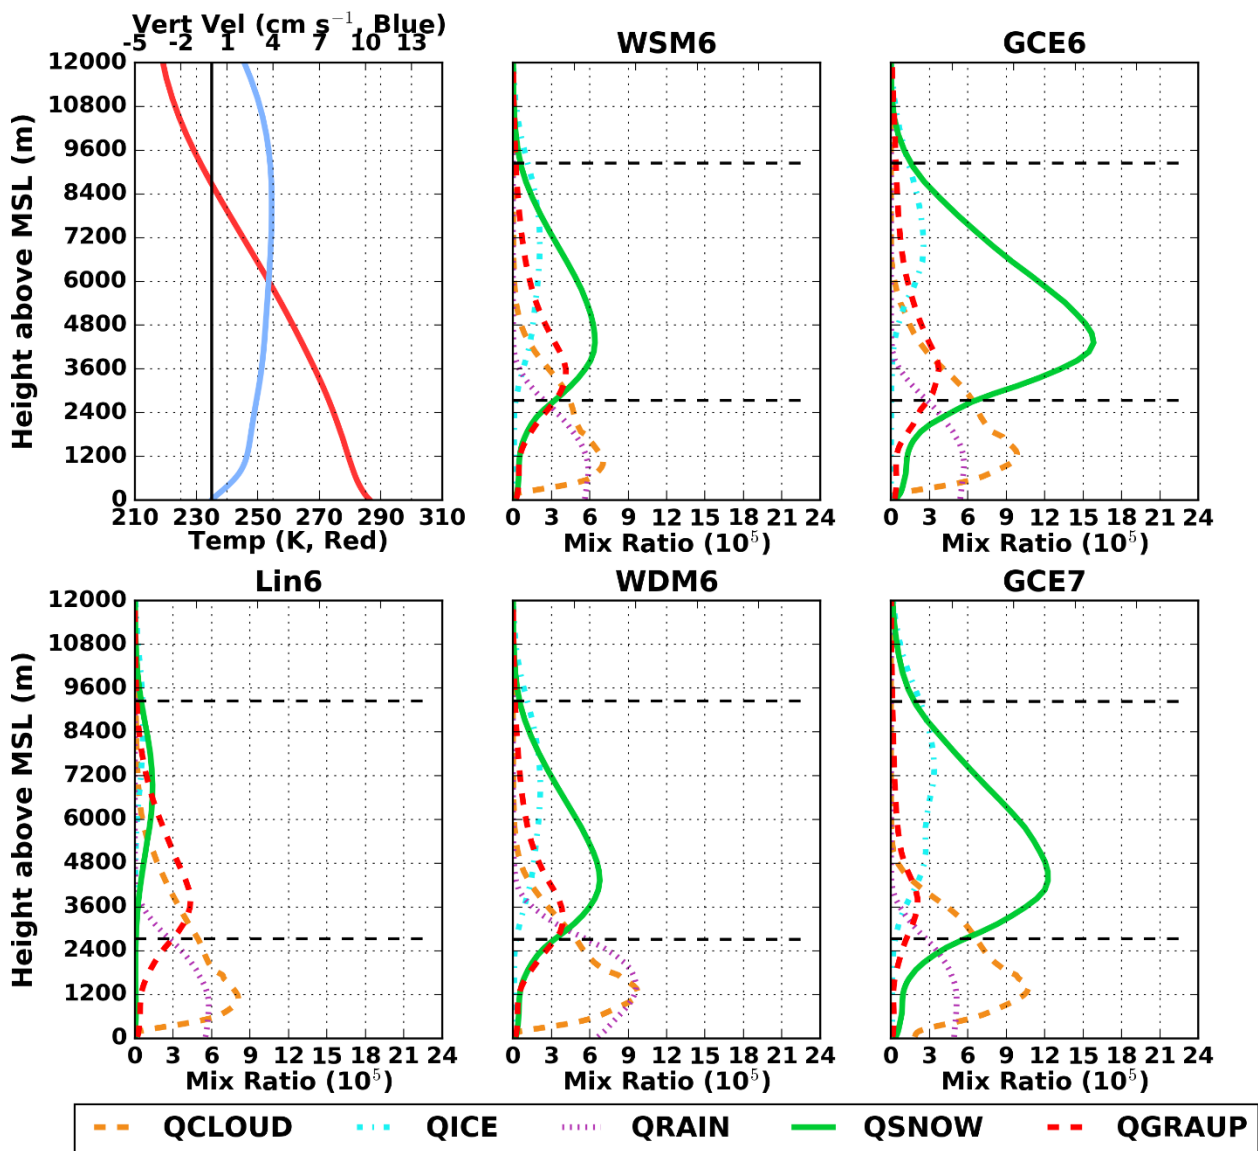 Vert Vel (cm s⁻¹, Blue)
-5 -2 1 4 7 10 13
WSM6
GCE6
12000
10800
9600
8400
7200
6000
4800
3600
2400
1200
0
Height above MSL (m)
210 230 250 270 290 310
Temp (K, Red)
0 3 6 9 12 15 18 21 24
Mix Ratio (10⁵)
0 3 6 9 12 15 18 21 24
Mix Ratio (10⁵)
Lin6
WDM6
GCE7
12000
10800
9600
8400
7200
6000
4800
3600
2400
1200
0
Height above MSL (m)
0 3 6 9 12 15 18 21 24
Mix Ratio (10⁵)
0 3 6 9 12 15 18 21 24
Mix Ratio (10⁵)
0 3 6 9 12 15 18 21 24
Mix Ratio (10⁵)
QCLOUD QICE QRAIN QSNOW QGRAUP